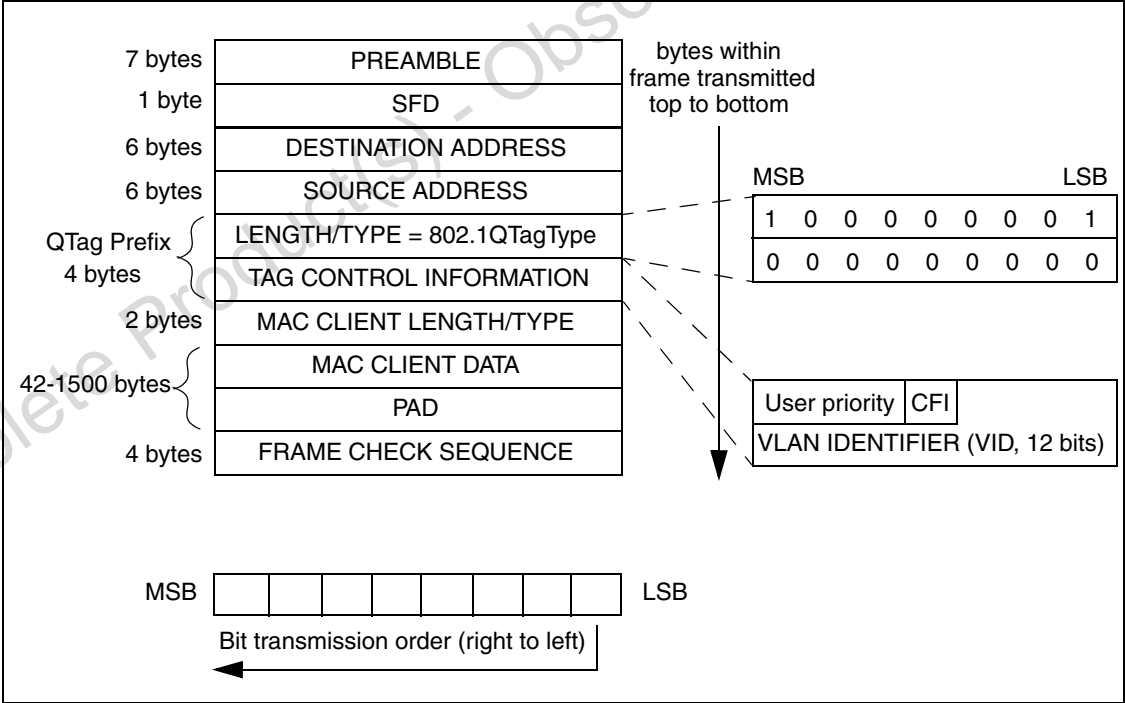 7 bytes PREAMBLE
1 byte SFD
6 bytes DESTINATION ADDRESS
6 bytes SOURCE ADDRESS
QTag Prefix
4 bytes
LENGTH/TYPE = 802.1QTagType
TAG CONTROL INFORMATION
2 bytes MAC CLIENT LENGTH/TYPE
42-1500 bytes
MAC CLIENT DATA
PAD
4 bytes FRAME CHECK SEQUENCE
bytes within
frame transmitted
top to bottom
MSB LSB
1 0 0 0 0 0 0 0 1
0 0 0 0 0 0 0 0 0
User priority CFI
VLAN IDENTIFIER (VID, 12 bits)
MSB LSB
Bit transmission order (right to left)
Product(s) -